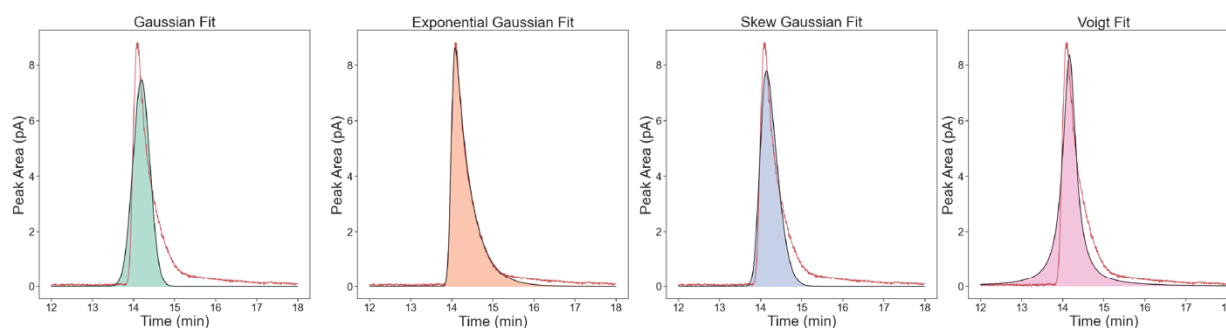 Gaussian Fit
Peak Area (pA)
8
6
4
2
0
12 13 14 15 16 17 18
Time (min)
Exponential Gaussian Fit
Peak Area (pA)
8
6
4
2
0
12 13 14 15 16 17 18
Time (min)
Skew Gaussian Fit
Peak Area (pA)
8
6
4
2
0
12 13 14 15 16 17 18
Time (min)
Voigt Fit
Peak Area (pA)
8
6
4
2
0
12 13 14 15 16 17
Time (min)